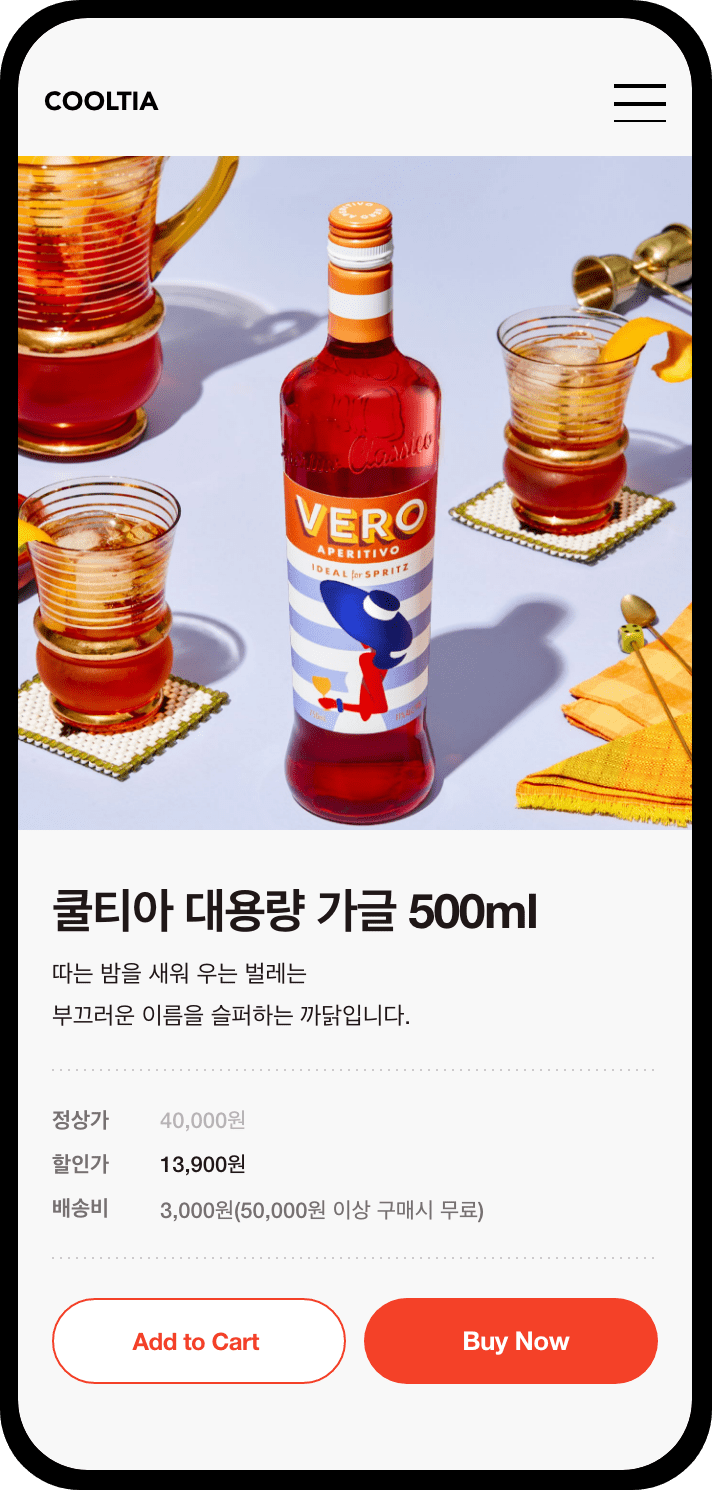 COOLTIA
Classico
VERO
APERITIVO
IDEAL for SPRITZ
쿨티아 대용량 가글 500ml
따는 밤을 새워 우는 벌레는
부끄러운 이름을 슬퍼하는 까닭입니다.
정상가 40,000원
할인가 13,900원
배송비 3,000원(50,000원 이상 구매시 무료)
Add to Cart Buy Now